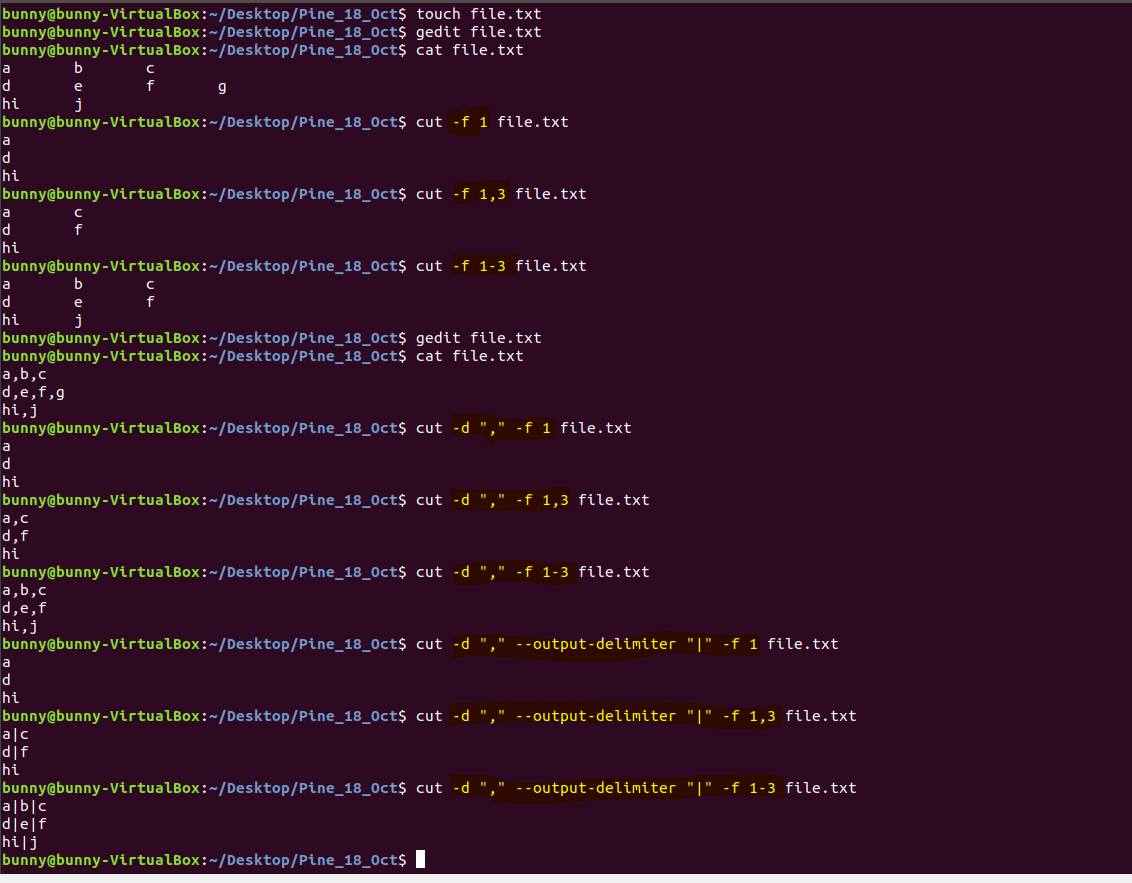 bunny@bunny-VirtualBox:~/Desktop/Pine_18_Oct$ touch file.txt
bunny@bunny-VirtualBox:~/Desktop/Pine_18_Oct$ gedit file.txt
bunny@bunny-VirtualBox:~/Desktop/Pine_18_Oct$ cat file.txt
a       b       c
d       e       f       g
hi      j
bunny@bunny-VirtualBox:~/Desktop/Pine_18_Oct$ cut -f 1 file.txt
a
d
hi
bunny@bunny-VirtualBox:~/Desktop/Pine_18_Oct$ cut -f 1,3 file.txt
a       c
d       f
hi
bunny@bunny-VirtualBox:~/Desktop/Pine_18_Oct$ cut -f 1-3 file.txt
a       b       c
d       e       f
hi      j
bunny@bunny-VirtualBox:~/Desktop/Pine_18_Oct$ gedit file.txt
bunny@bunny-VirtualBox:~/Desktop/Pine_18_Oct$ cat file.txt
a,b,c
d,e,f,g
hi,j
bunny@bunny-VirtualBox:~/Desktop/Pine_18_Oct$ cut -d "," -f 1 file.txt
a
d
hi
bunny@bunny-VirtualBox:~/Desktop/Pine_18_Oct$ cut -d "," -f 1,3 file.txt
a,c
d,f
hi
bunny@bunny-VirtualBox:~/Desktop/Pine_18_Oct$ cut -d "," -f 1-3 file.txt
a,b,c
d,e,f
hi,j
bunny@bunny-VirtualBox:~/Desktop/Pine_18_Oct$ cut -d "," --output-delimiter "|" -f 1 file.txt
a
d
hi
bunny@bunny-VirtualBox:~/Desktop/Pine_18_Oct$ cut -d "," --output-delimiter "|" -f 1,3 file.txt
a|c
d|f
hi
bunny@bunny-VirtualBox:~/Desktop/Pine_18_Oct$ cut -d "," --output-delimiter "|" -f 1-3 file.txt
a|b|c
d|e|f
hi|j
bunny@bunny-VirtualBox:~/Desktop/Pine_18_Oct$